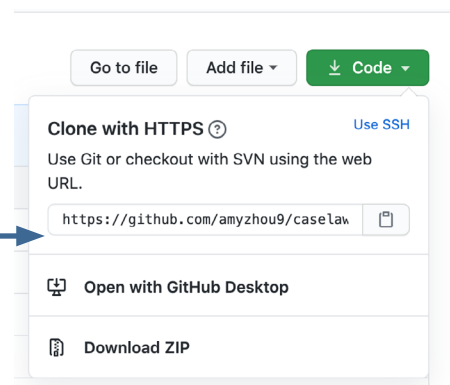 Go to file Add file Code
Clone with HTTPS Use SSH
Use Git or checkout with SVN using the web
URL.
https://github.com/amyzhou9/caselaw
Open with GitHub Desktop
Download ZIP